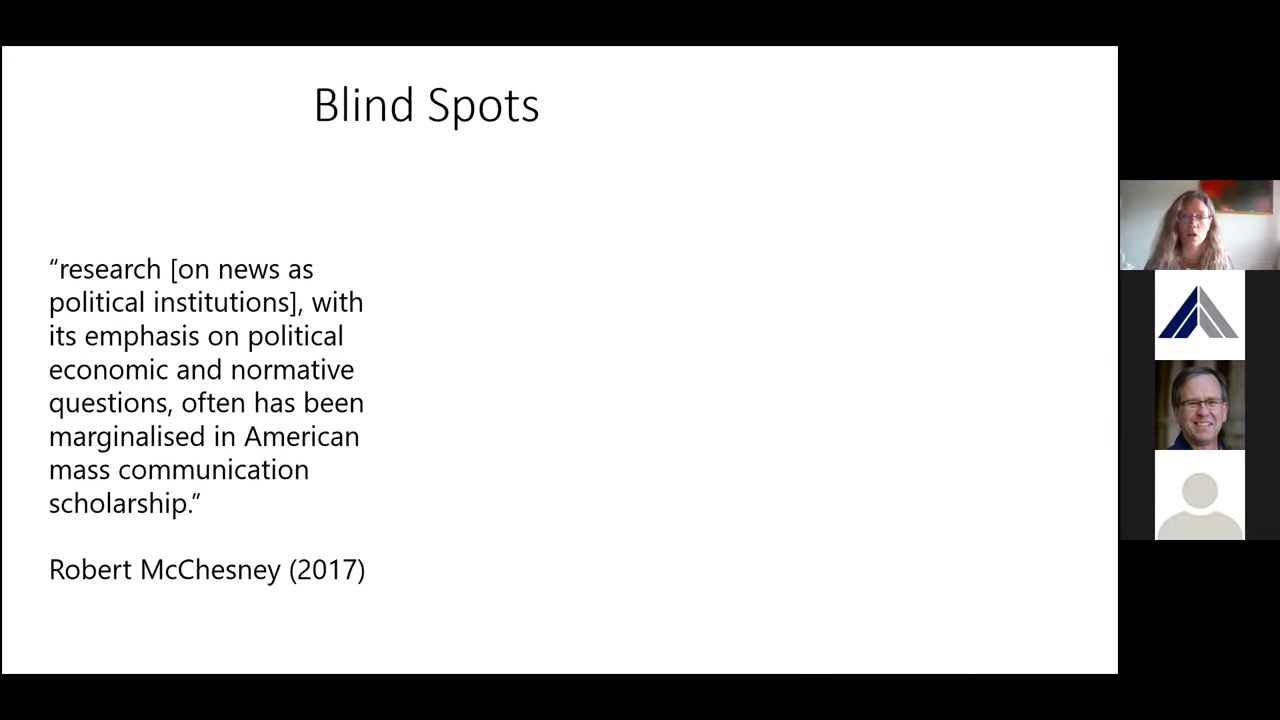 Blind Spots
“research [on news as
political institutions], with
its emphasis on political
economic and normative
questions, often has been
marginalised in American
mass communication
scholarship.”
Robert McChesney (2017)